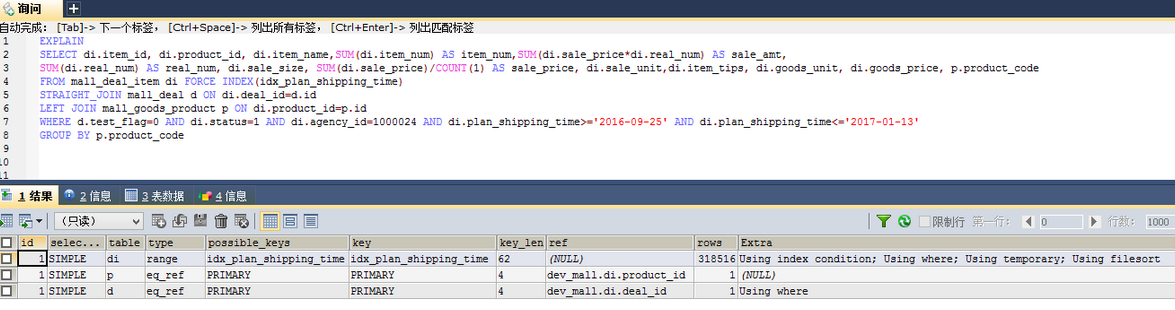 询问
自动完成: [Tab]-> 下一个标签, [Ctrl+Space]-> 列出所有标签, [Ctrl+Enter]-> 列出匹配标签
1 EXPLAIN
2 SELECT di.item_id, di.product_id, di.item_name,SUM(di.item_num) AS item_num,SUM(di.sale_price*di.real_num) AS sale_amt,
3 SUM(di.real_num) AS real_num, di.sale_size, SUM(di.sale_price)/COUNT(1) AS sale_price, di.sale_unit,di.item_tips, di.goods_unit, di.goods_price, p.product_code
4 FROM mall_deal_item di FORCE INDEX(idx_plan_shipping_time)
5 STRAIGHT_JOIN mall_deal d ON di.deal_id=d.id
6 LEFT JOIN mall_goods_product p ON di.product_id=p.id
7 WHERE d.test_flag=0 AND di.status=1 AND di.agency_id=1000024 AND di.plan_shipping_time>='2016-09-25' AND di.plan_shipping_time<='2017-01-13'
8 GROUP BY p.product_code
9
10
11
1 结果 2 信息 3 表数据 4 信息
(只读) 限制行 第一行: 0 行数: 1000
id selec... table type possible_keys key key_len ref rows Extra
1 SIMPLE di range idx_plan_shipping_time idx_plan_shipping_time 62 (NULL) 318516 Using index condition; Using where; Using temporary; Using filesort
1 SIMPLE p eq_ref PRIMARY PRIMARY 4 dev_mall.di.product_id 1 (NULL)
1 SIMPLE d eq_ref PRIMARY PRIMARY 4 dev_mall.di.deal_id 1 Using where